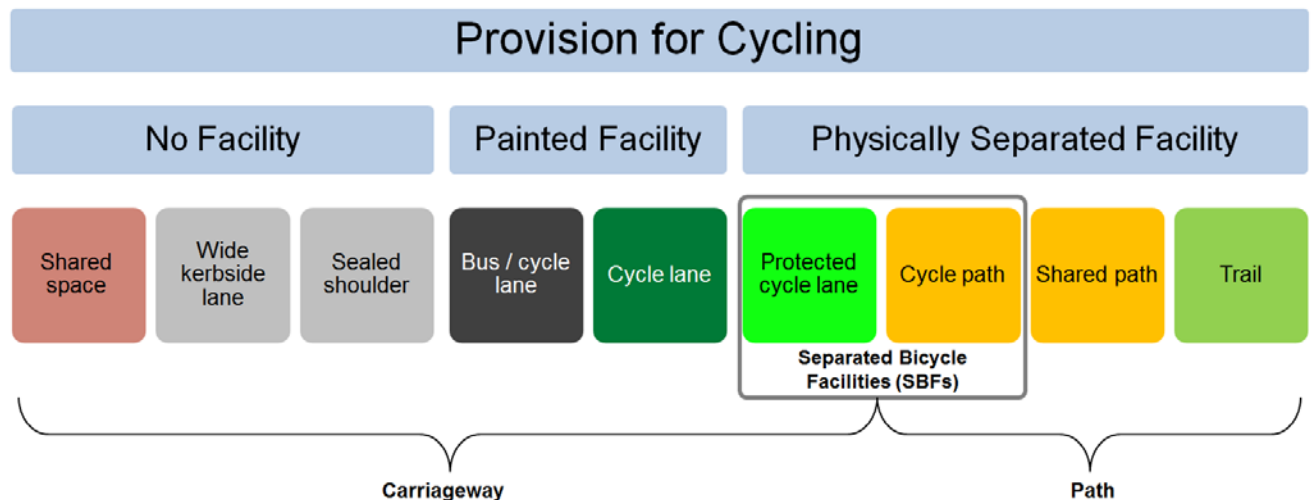 Provision for Cycling
No Facility
Painted Facility
Physically Separated Facility
Shared
space
Wide
kerbside
lane
Sealed
shoulder
Bus / cycle
lane
Cycle lane
Protected
cycle lane
Cycle path
Shared path
Trail
Separated Bicycle
Facilities (SBFs)
Carriageway
Path